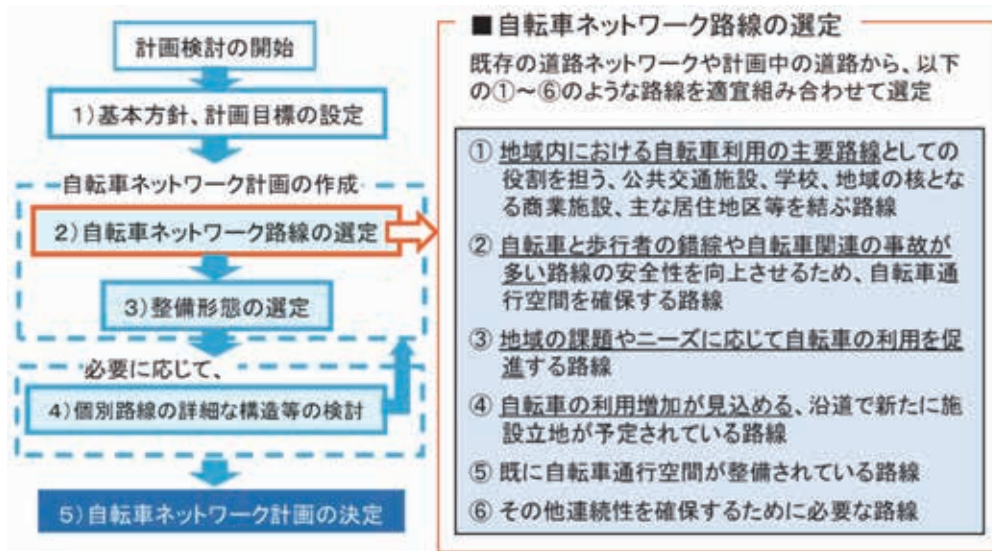 計画検討の開始
1)基本方針、計画目標の設定
自転車ネットワーク計画の作成
2)自転車ネットワーク路線の選定
3)整備形態の選定
必要に応じて、
4)個別路線の詳細な構造等の検討
5)自転車ネットワーク計画の決定
■自転車ネットワーク路線の選定
既存の道路ネットワークや計画中の道路から、以下
の①～⑥のような路線を適宜組み合わせて選定
① 地域内における自転車利用の主要路線としての
役割を担う、公共交通施設、学校、地域の核とな
る商業施設、主な居住地区等を結ぶ路線
② 自転車と歩行者の錯綜や自転車関連の事故が
多い路線の安全性を向上させるため、自転車通
行空間を確保する路線
③ 地域の課題やニーズに応じて自転車の利用を促
進する路線
④ 自転車の利用増加が見込める、沿道で新たに施
設立地が予定されている路線
⑤ 既に自転車通行空間が整備されている路線
⑥ その他連続性を確保するために必要な路線